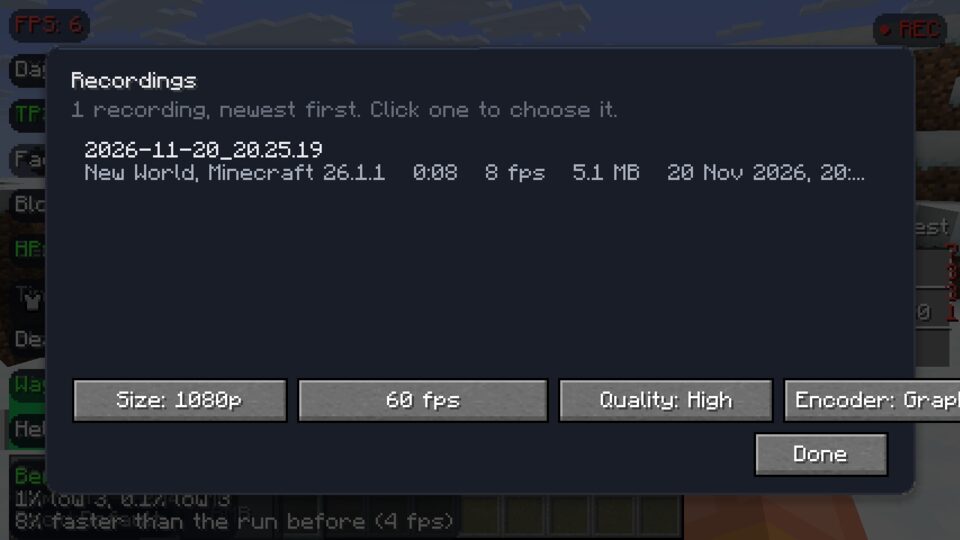 FPS: 6
REC
Recordings
1 recording, newest first. Click one to choose it.
2026-11-20_20.25.19
New World, Minecraft 26.1.1 0:08 8 fps 5.1 MB 20 Nov 2026, 20:...
Size: 1080p
60 fps
Quality: High
Encoder: Grap
Done
1% low 3, 0.1% low 3
8% faster than the run before (4 fps)